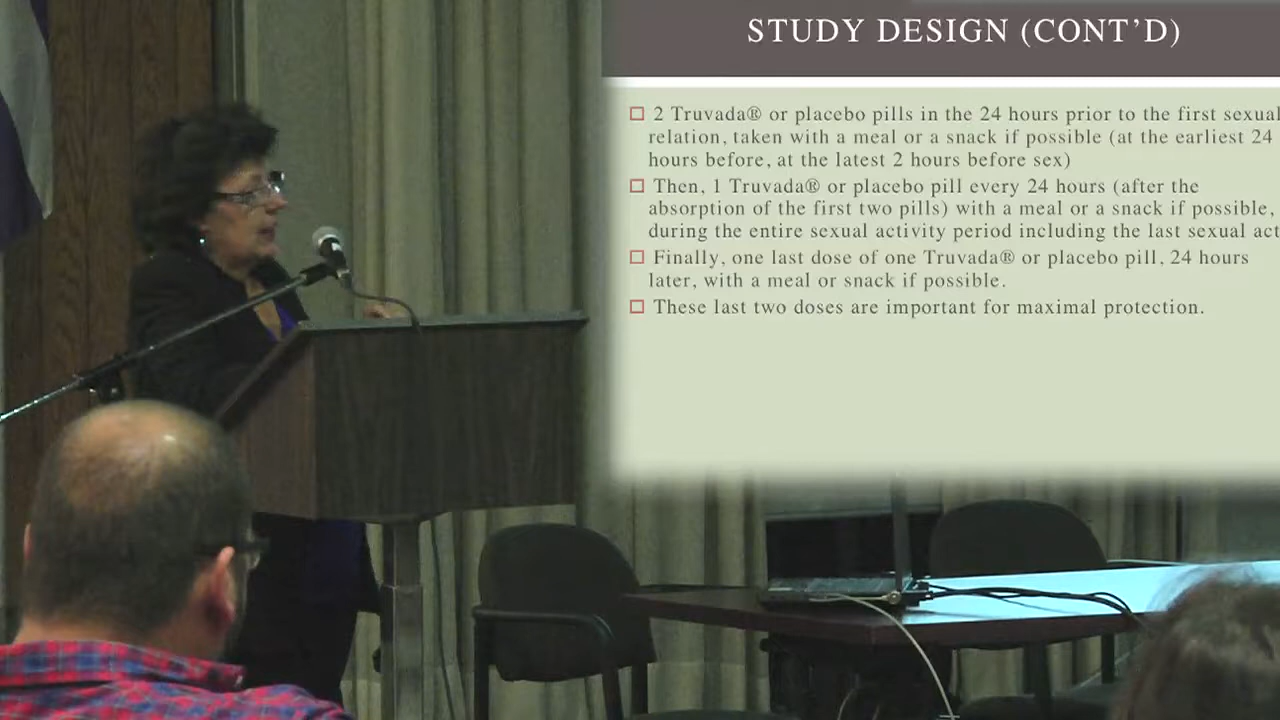 STUDY DESIGN (CONT'D)
2 Truvada® or placebo pills in the 24 hours prior to the first sexual
relation, taken with a meal or a snack if possible (at the earliest 24
hours before, at the latest 2 hours before sex)
Then, 1 Truvada® or placebo pill every 24 hours (after the
absorption of the first two pills) with a meal or a snack if possible,
during the entire sexual activity period including the last sexual act
Finally, one last dose of one Truvada® or placebo pill, 24 hours
later, with a meal or snack if possible.
These last two doses are important for maximal protection.